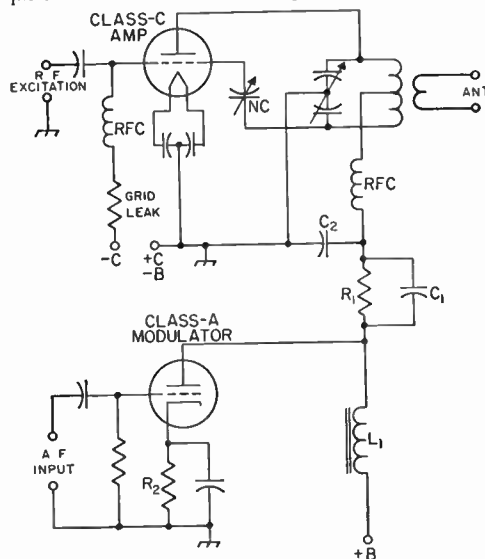 CLASS-C
AMP
R F
EXCITATION
RFC
NC
ANT
GRID
LEAK
RFC
-C
+C
-B
C2
R1
C1
CLASS-A
MODULATOR
A F
INPUT
R2
L1
+B